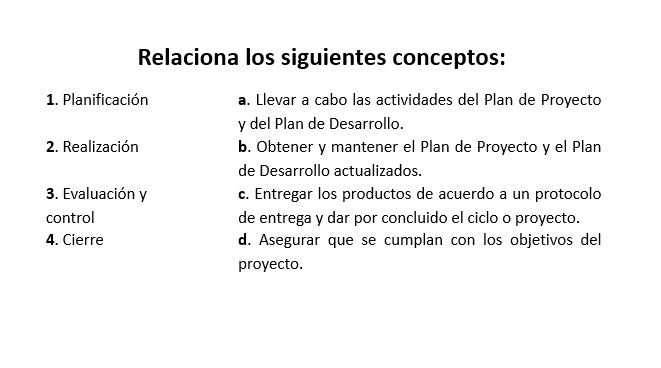 Relaciona los siguientes conceptos:
1. Planificación
a. Llevar a cabo las actividades del Plan de Proyecto
y del Plan de Desarrollo.
2. Realización
b. Obtener y mantener el Plan de Proyecto y el Plan
de Desarrollo actualizados.
3. Evaluación y
control
c. Entregar los productos de acuerdo a un protocolo
de entrega y dar por concluido el ciclo o proyecto.
4. Cierre
d. Asegurar que se cumplan con los objetivos del
proyecto.